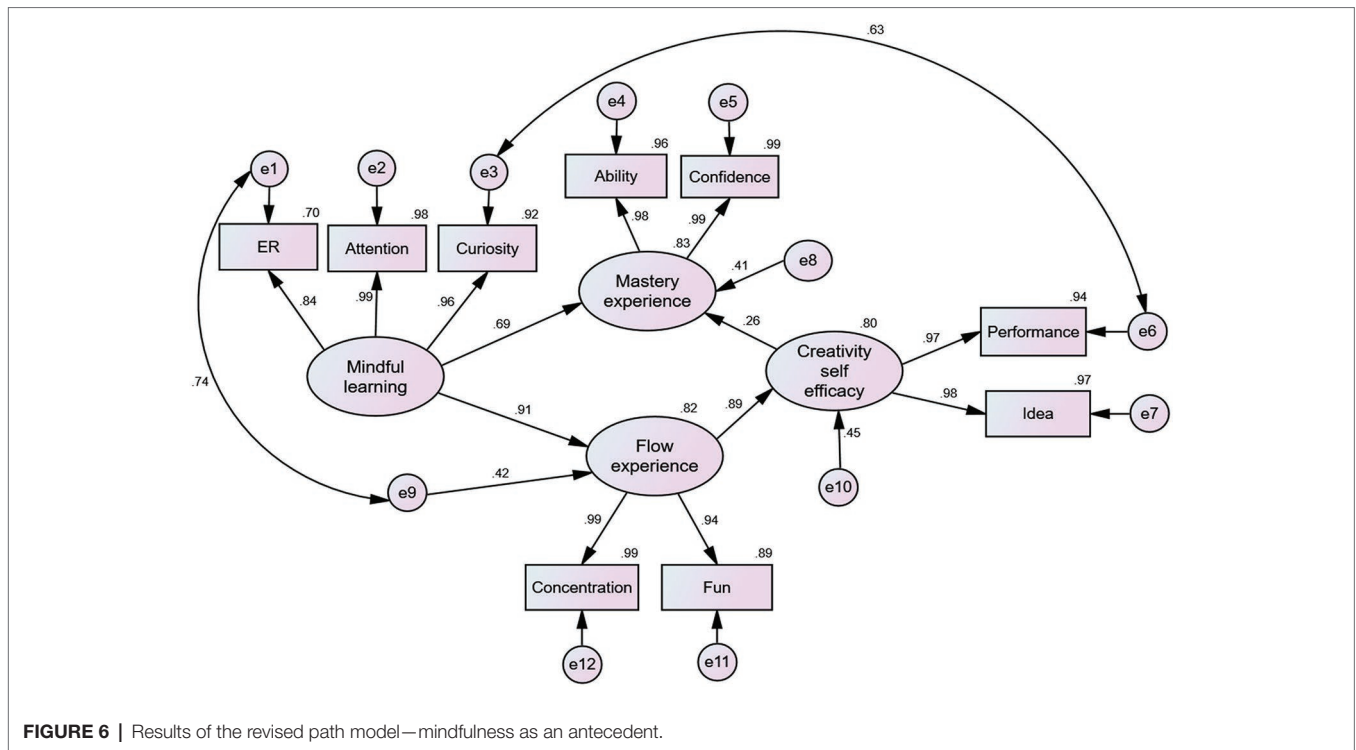 .63
e4
e5
e1
e2
e3
.96
.99
Ability
Confidence
.70
.98
.92
ER
Attention
Curiosity
.98
.99
.83
e8
.41
Mastery
experience
.84
.99
.96
.69
.26
.80
.94
Performance
e6
.97
Creativity
self
efficacy
Mindful
learning
.74
.98
.97
Idea
e7
.91
.82
.89
Flow
experience
.45
e10
e9
.42
.99
.94
.99
.89
Concentration
Fun
e12
e11
FIGURE 6 | Results of the revised path model—mindfulness as an antecedent.